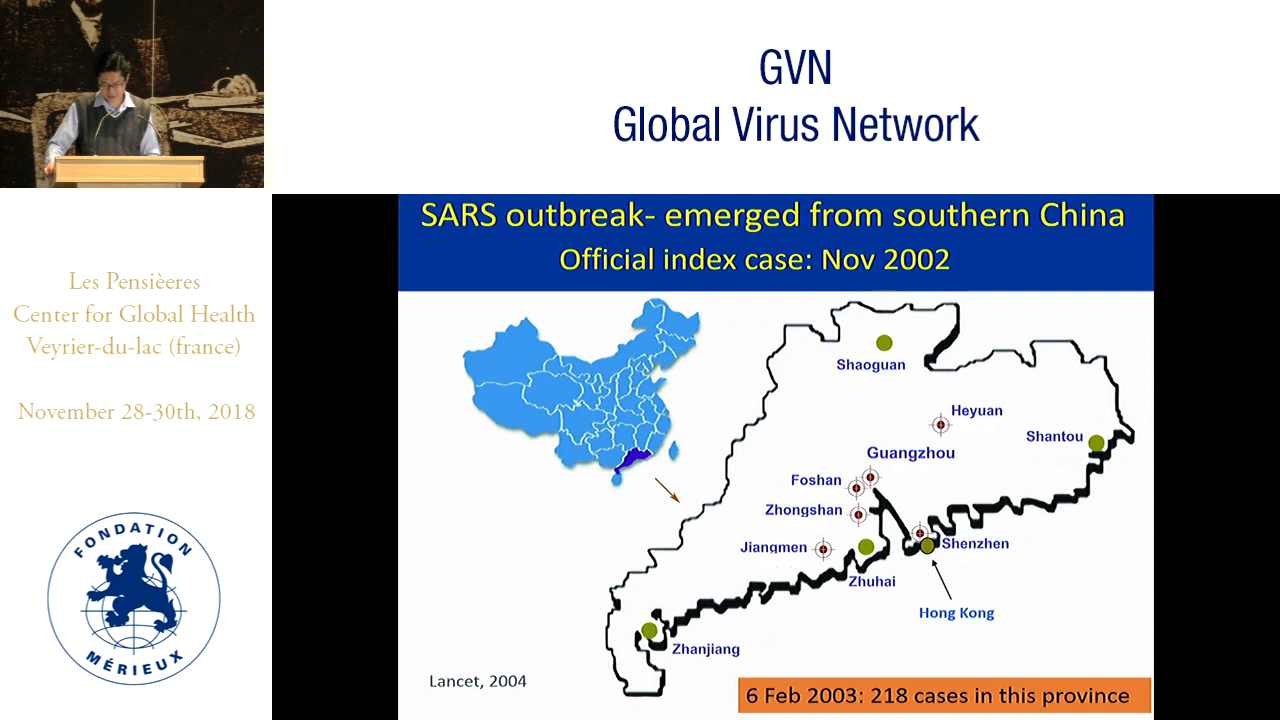 GVN
Global Virus Network
Les Pensièeres
Center for Global Health
Veyrier-du-lac (france)
November 28-30th, 2018
FONDATION
MÉRIEUX
SARS outbreak- emerged from southern China
Official index case: Nov 2002
Shaoguan
Heyuan
Shantou
Guangzhou
Foshan
Zhongshan
Jiangmen
Shenzhen
Zhuhai
Hong Kong
Zhanjiang
Lancet, 2004
6 Feb 2003: 218 cases in this province